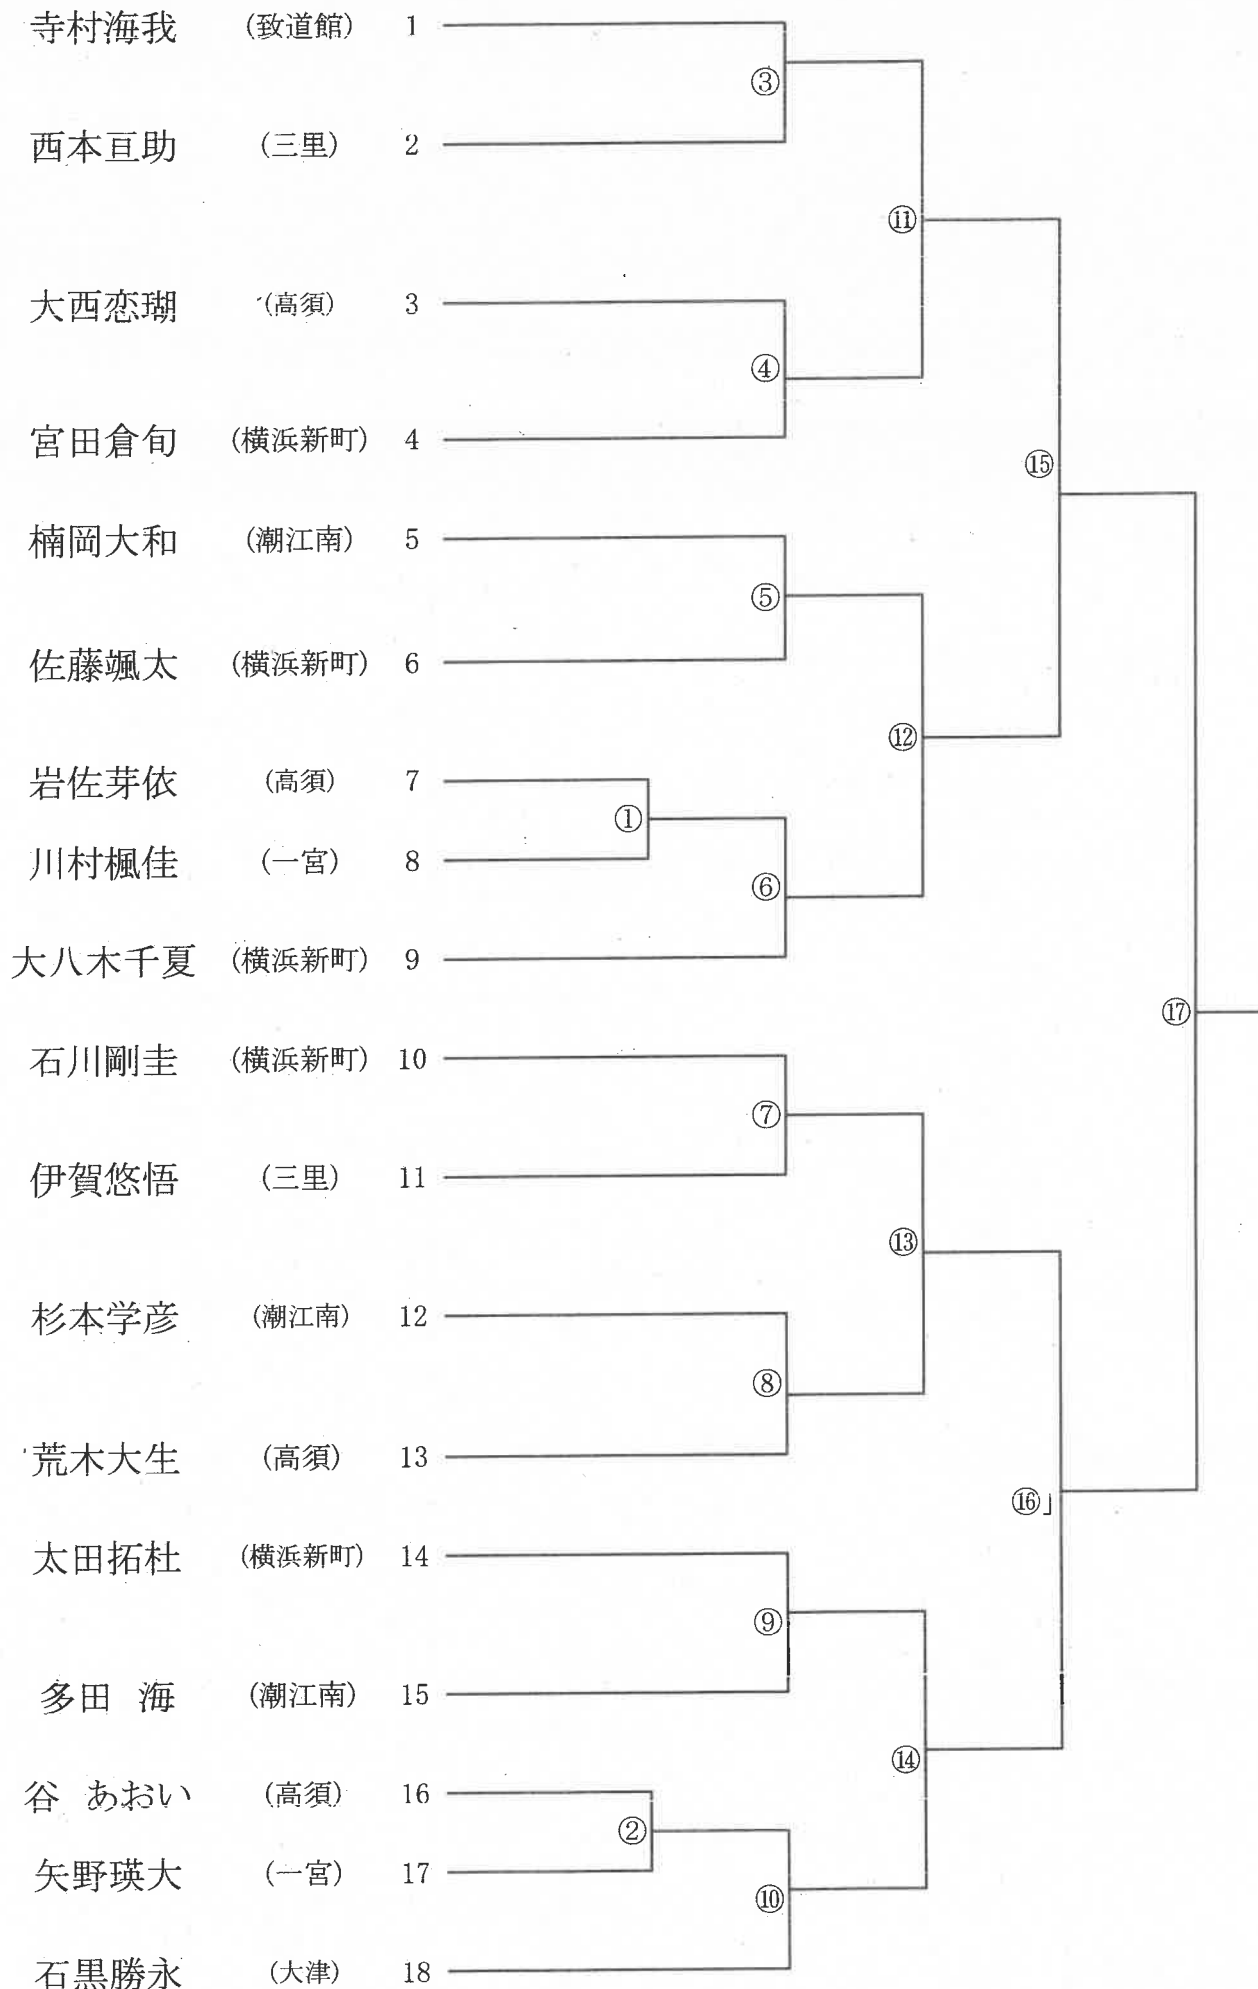 寺村海我 (致道館) 1
③
西本亘助 (三里) 2
⑪
大西恋瑚 (高須) 3
④
宮田倉旬 (横浜新町) 4
⑮
楠岡大和 (潮江南) 5
⑤
佐藤颯太 (横浜新町) 6
⑫
岩佐芽依 (高須) 7
①
川村楓佳 (一宮) 8
⑥
大八木千夏 (横浜新町) 9
⑰
石川剛圭 (横浜新町) 10
⑦
伊賀悠悟 (三里) 11
⑬
杉本学彦 (潮江南) 12
⑧
荒木大生 (高須) 13
⑯」
太田拓杜 (横浜新町) 14
⑨
多田 海 (潮江南) 15
⑭
谷 あおい (高須) 16
②
矢野瑛大 (一宮) 17
⑩
石黒勝永 (大津) 18